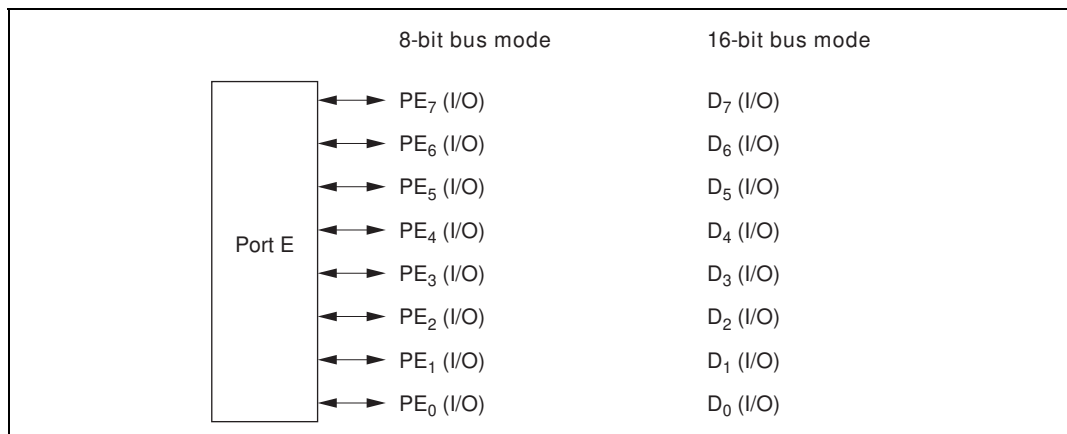 8-bit bus mode 16-bit bus mode
PE₇ (I/O) D₇ (I/O)
PE₆ (I/O) D₆ (I/O)
PE₅ (I/O) D₅ (I/O)
Port E PE₄ (I/O) D₄ (I/O)
PE₃ (I/O) D₃ (I/O)
PE₂ (I/O) D₂ (I/O)
PE₁ (I/O) D₁ (I/O)
PE₀ (I/O) D₀ (I/O)